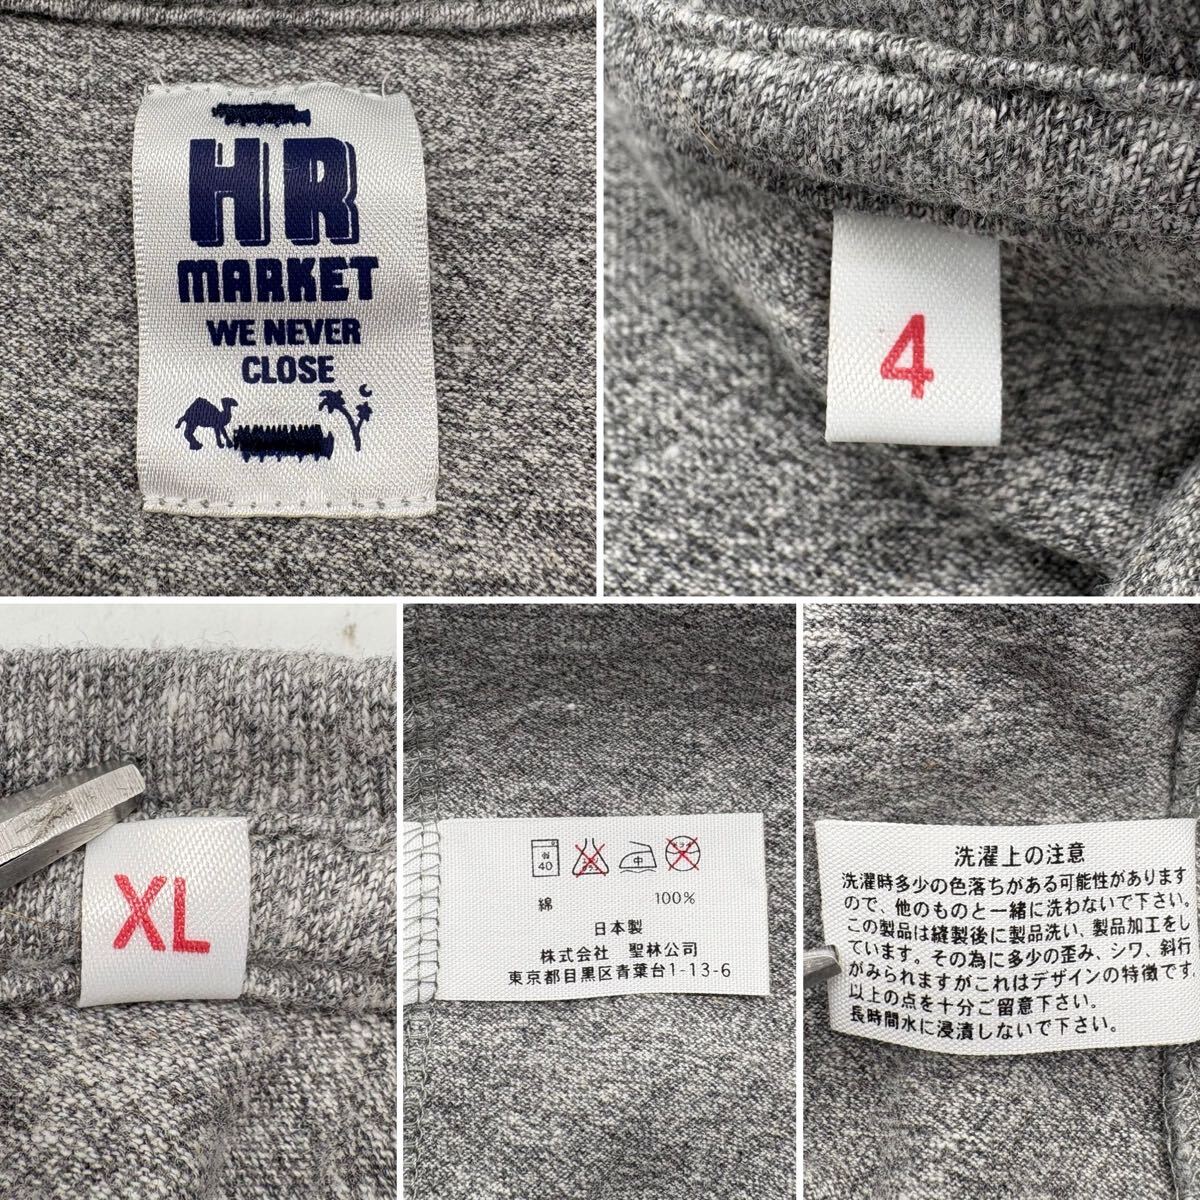 HR
MARKET
WE NEVER
CLOSE
4
XL
40
中
綿 100%
日本製
株式会社 聖林公司
東京都目黒区青葉台1-13-6
洗濯上の注意
洗濯時多少の色落ちがある可能性があります
ので、他のものと一緒に洗わないで下さい。
この製品は縫製後に製品洗い、製品加工をし
ています。その為に多少の歪み、シワ、斜行
がみられますがこれはデザインの特徴です。
以上の点を十分ご留意下さい。
長時間水に浸漬しないで下さい。